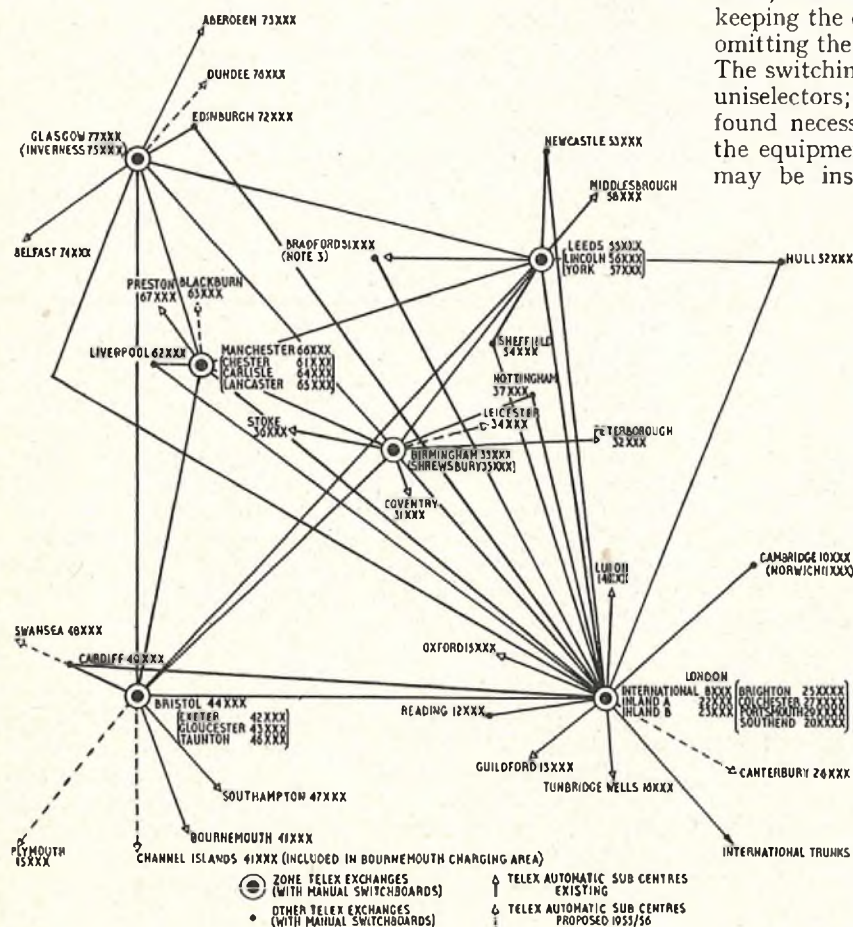 keeping the
omitting the
The switchin
uniselectors;
found necess
the equipme
may be ins
ABERDEEN 73XXX
DUNDEE 76XXX
EDINBURGH 72XXX
GLASGOW 77XXX
(INVERNESS 75XXX)
BELFAST 74XXX
NEWCASTLE 53XXX
MIDDLESBROUGH
58XXX
BRADFORD 51XXX
(NOTE 3)
LEEDS 55XXX
LINCOLN 56XXX
YORK 57XXX
HULL 52XXX
PRESTON
67XXX
BLACKBURN
63XXX
LIVERPOOL 62XXX
MANCHESTER 66XXX
CHESTER 61XXX
CARLISLE 64XXX
LANCASTER 65XXX
SHEFFIELD
54XXX
NOTTINGHAM
37XXX
LEICESTER
34XXX
STOKE
36XXX
TERBOROUGH
32XXX
BIRMINGHAM 33XXX
(SHREWSBURY 35XXX)
COVENTRY
31XXX
LUTON
14XXX
CAMBRIDGE 10XXX
(NORWICH 11XXX)
SWANSEA 48XXX
CARDIFF 40XXX
OXFORD 15XXX
LONDON
BRISTOL 44XXX
EXETER 42XXX
GLOUCESTER 43XXX
TAUNTON 46XXX
READING 12XXX
INTERNATIONAL 8XXX
INLAND A 22XXX
INLAND B 23XXX
BRIGHTON 25XXXX
COLCHESTER 27XXXX
PORTSMOUTH 29XXXX
SOUTHEND 20XXXX
GUILDFORD 13XXX
TUNBRIDGE WELLS 18XXX
CANTERBURY 26XXX
SOUTHAMPTON 47XXX
BOURNEMOUTH 41XXX
PLYMOUTH
45XXX
CHANNEL ISLANDS 41XXX (INCLUDED IN BOURNEMOUTH CHARGING AREA)
INTERNATIONAL TRUNKS
ZONE TELEX EXCHANGES
(WITH MANUAL SWITCHBOARDS)
TELEX AUTOMATIC SUB CENTRES
EXISTING
OTHER TELEX EXCHANGES
(WITH MANUAL SWITCHBOARDS)
TELEX AUTOMATIC SUB CENTRES
PROPOSED 1955/56